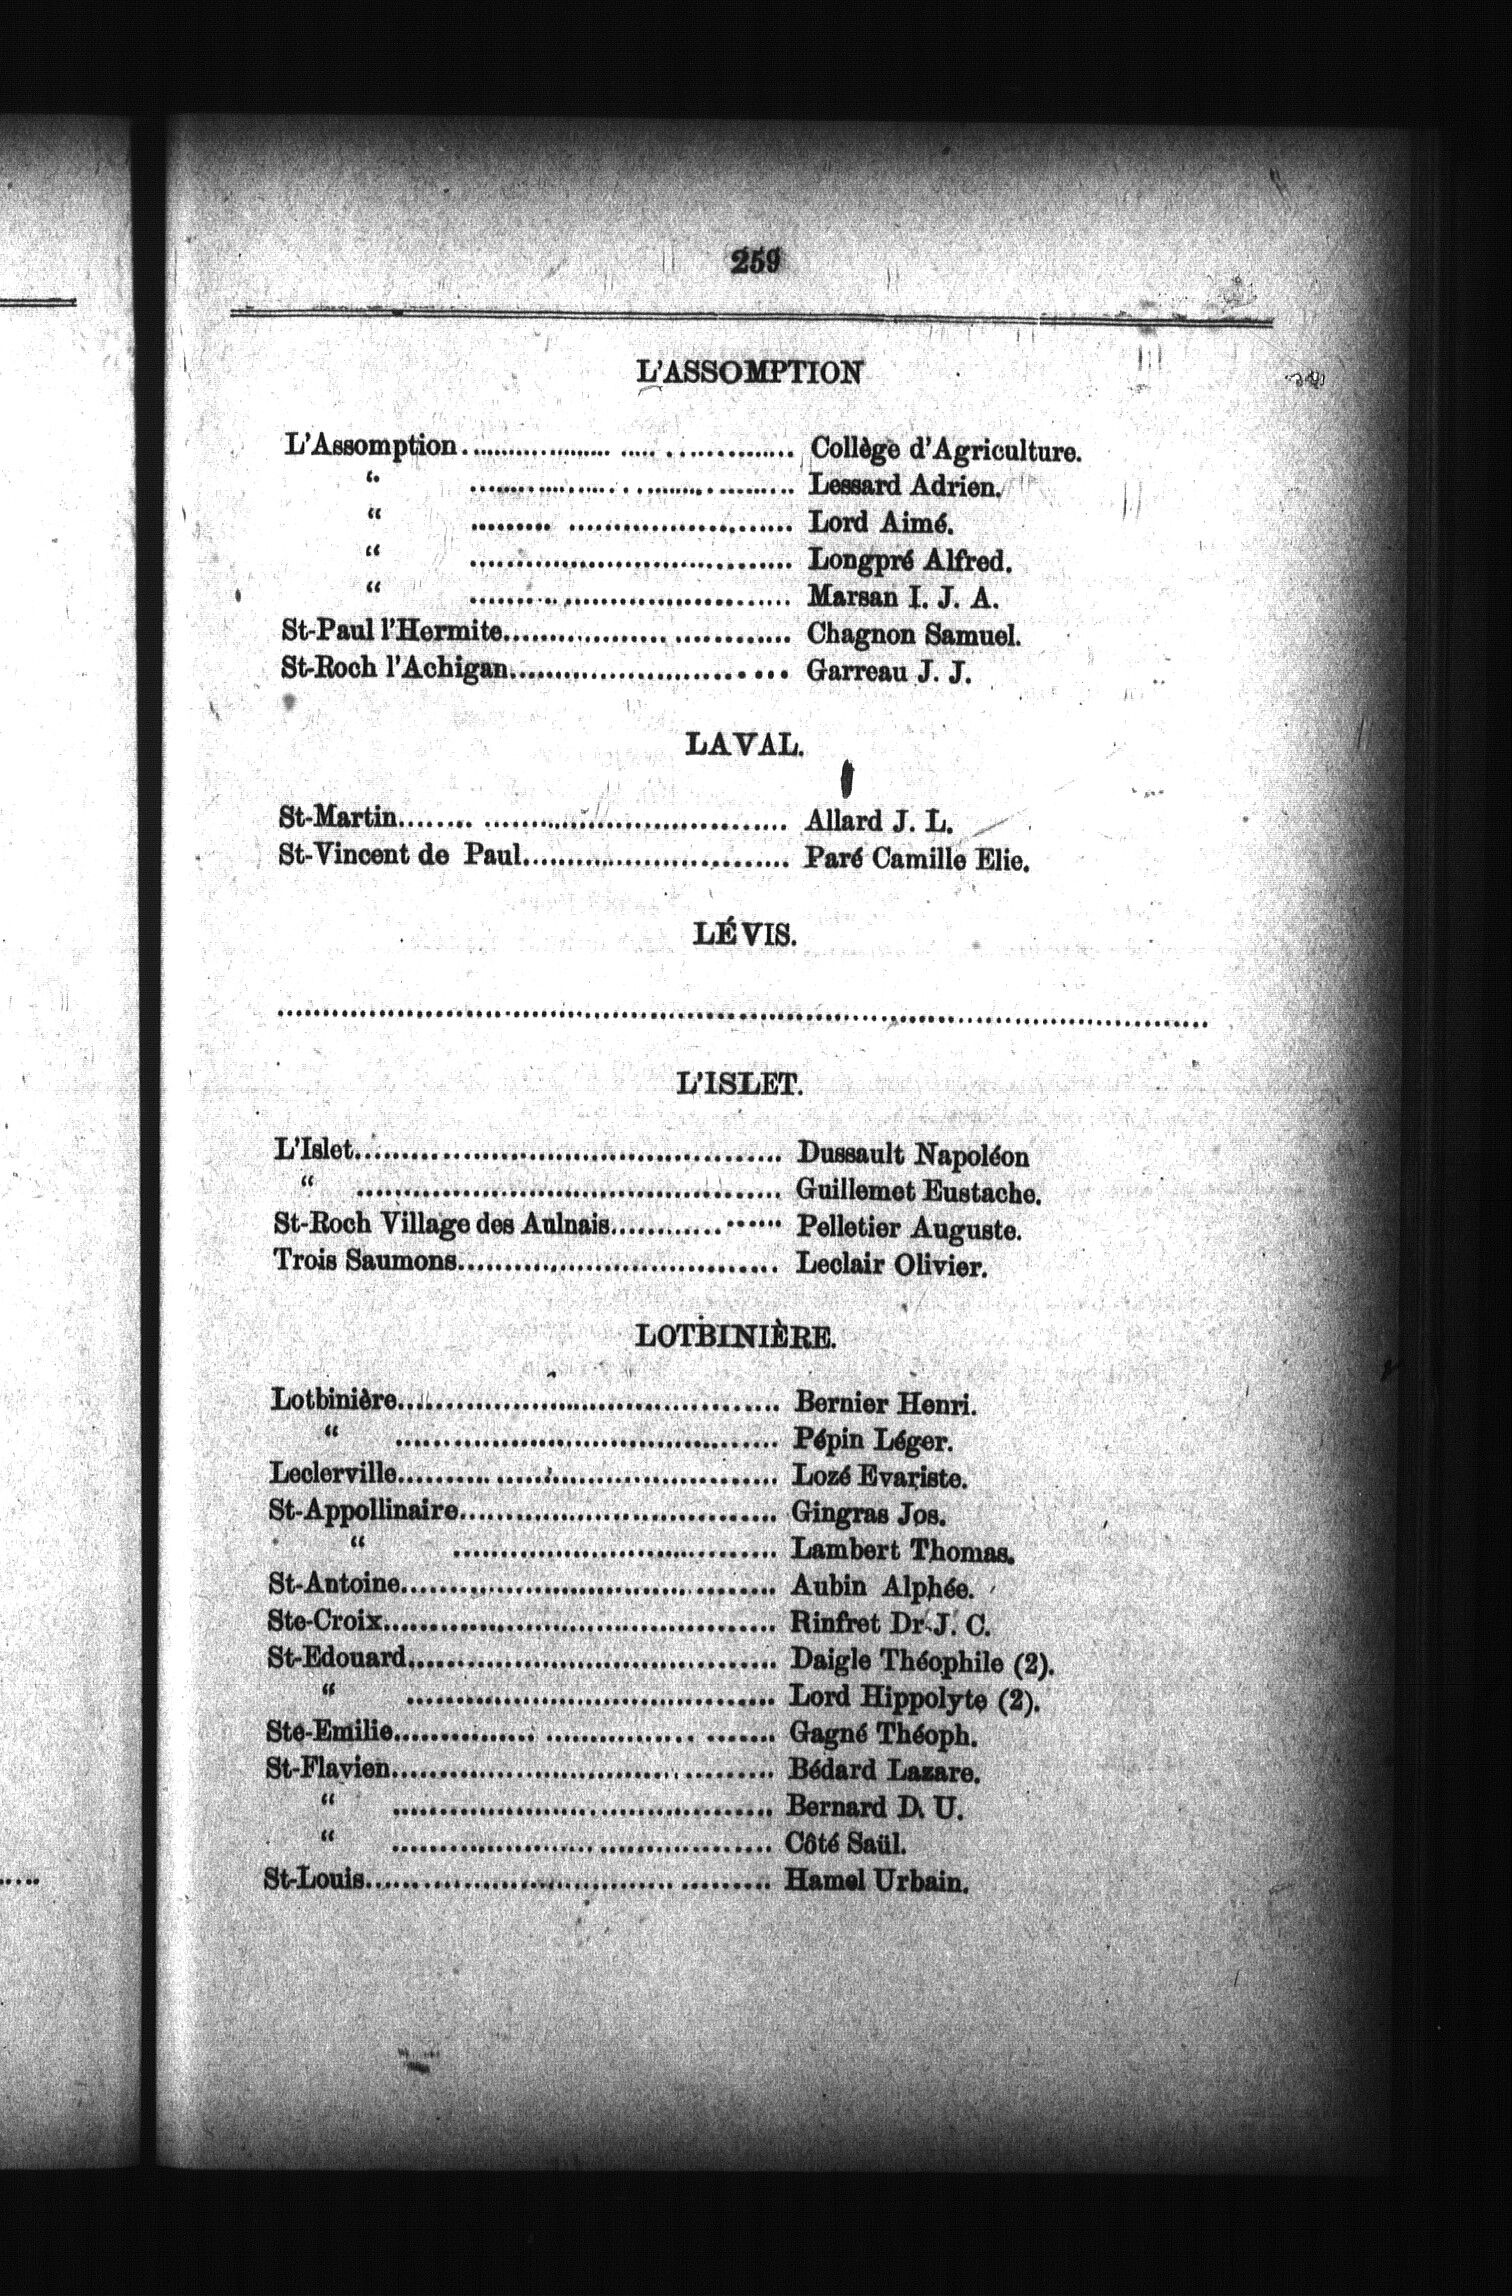 259
L'ASSOMPTION
L'Assomption........................................ Collège d'Agriculture.
“ ........................................ Lessard Adrien.
“ ........................................ Lord Aimé.
“ ........................................ Longpré Alfred.
“ ........................................ Marsan I. J. A.
St-Paul l'Hermite................................ Chagnon Samuel.
St-Roch l'Achigan............................... Garreau J. J.
LAVAL.
St-Martin........................................ Allard J. L.
St-Vincent de Paul............................. Paré Camille Elie.
LÉVIS.
................................................................................
L'ISLET.
L'Islet............................................. Dussault Napoléon
“ ............................................. Guillemet Eustache.
St-Roch Village des Aulnais.................. Pelletier Auguste.
Trois Saumons.................................. Leclair Olivier.
LOTBINIÈRE.
Lotbinière........................................ Bernier Henri.
“ ........................................ Pépin Léger.
Leclerville........................................ Lozé Evariste.
St-Appollinaire.................................. Gingras Jos.
“ .................................. Lambert Thomas.
St-Antoine........................................ Aubin Alphée.
Ste-Croix.......................................... Rinfret Dr J. C.
St-Edouard....................................... Daigle Théophile (2).
“ ....................................... Lord Hippolyte (2).
Ste-Emilie........................................ Gagné Théoph.
St-Flavien........................................ Bédard Lazare.
“ ........................................ Bernard D. U.
“ ........................................ Côté Saül.
St-Louis........................................... Hamel Urbain.